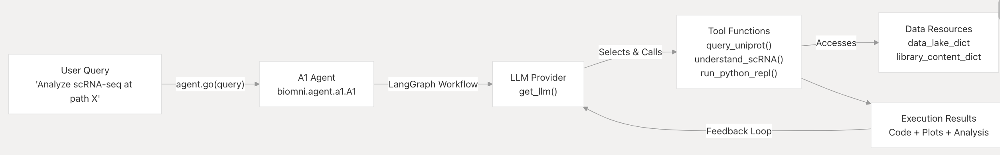 User Query
'Analyze scRNA-seq at
path X'
agent.go(query)
A1 Agent
biomni.agent.a1.A1
LangGraph Workflow
LLM Provider
get_llm()
Selects & Calls
Tool Functions
query_uniprot()
understand_scRNA()
run_python_repl()
Accesses
Data Resources
data_lake_dict
library_content_dict
Execution Results
Code + Plots + Analysis
Feedback Loop